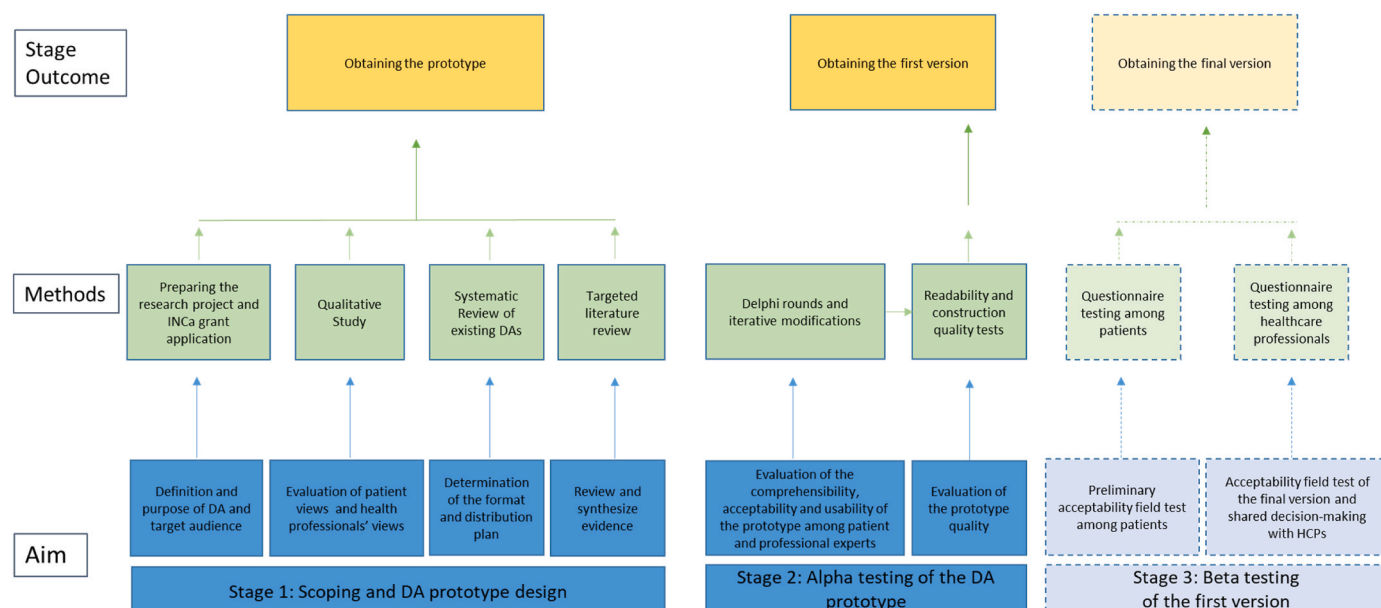 Stage
Outcome
Obtaining the prototype
Obtaining the first version
Obtaining the final version
Methods
Preparing the
research project and
INCa grant
application
Qualitative
Study
Systematic
Review of
existing DAs
Targeted
literature
review
Delphi rounds and
iterative modifications
Readability and
construction
quality tests
Questionnaire
testing among
patients
Questionnaire
testing among
healthcare
professionals
Aim
Definition and
purpose of DA and
target audience
Evaluation of patient
views and health
professionals' views
Determination
of the format
and distribution
plan
Review and
synthesize
evidence
Evaluation of the
comprehensibility,
acceptability and usability
of the prototype among patient
and professional experts
Evaluation of
the prototype
quality
Preliminary
acceptability field test
among patients
Acceptability field test
of the final version and
shared decision-making
with HCPs
Stage 1: Scoping and DA prototype design
Stage 2: Alpha testing of the DA
prototype
Stage 3: Beta testing
of the first version